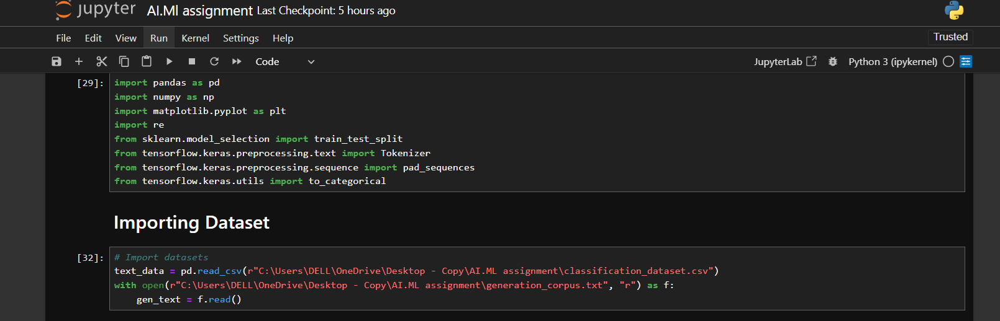 jupyter AI.Ml assignment Last Checkpoint: 5 hours ago
File Edit View Run Kernel Settings Help Trusted
Code JupyterLab Python 3 (ipykernel)
[29]: import pandas as pd
import numpy as np
import matplotlib.pyplot as plt
import re
from sklearn.model_selection import train_test_split
from tensorflow.keras.preprocessing.text import Tokenizer
from tensorflow.keras.preprocessing.sequence import pad_sequences
from tensorflow.keras.utils import to_categorical
Importing Dataset
[32]: # Import datasets
text_data = pd.read_csv(r"C:\Users\DELL\OneDrive\Desktop - Copy\AI.ML assignment\classification_dataset.csv")
with open(r"C:\Users\DELL\OneDrive\Desktop - Copy\AI.ML assignment\generation_corpus.txt", "r") as f:
    gen_text = f.read()